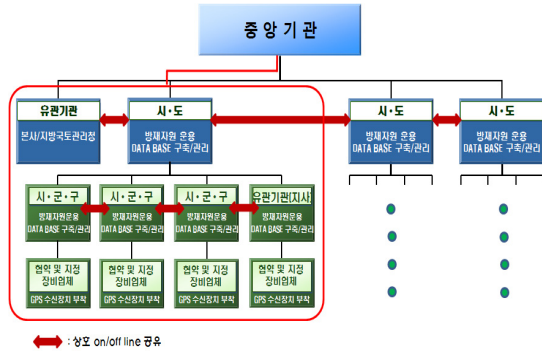 중앙기관
유관기관
본사/지방국토관리청
시·도
방재자원 운용
DATA BASE 구축/관리
시·도
방재자원 운용
DATA BASE 구축/관리
시·도
방재자원 운용
DATA BASE 구축/관리
시·군·구
방재자원운용
DATA BASE 구축/관리
시·군·구
방재자원운용
DATA BASE 구축/관리
시·군·구
방재자원운용
DATA BASE 구축/관리
유관기관(지사)
방재자원운용
DATA BASE 구축/관리
협약 및 지정
장비업체
GPS 수신장치 부착
협약 및 지정
장비업체
GPS 수신장치 부착
협약 및 지정
장비업체
GPS 수신장치 부착
협약 및 지정
장비업체
GPS 수신장치 부착
: 상호 on/off line 공유